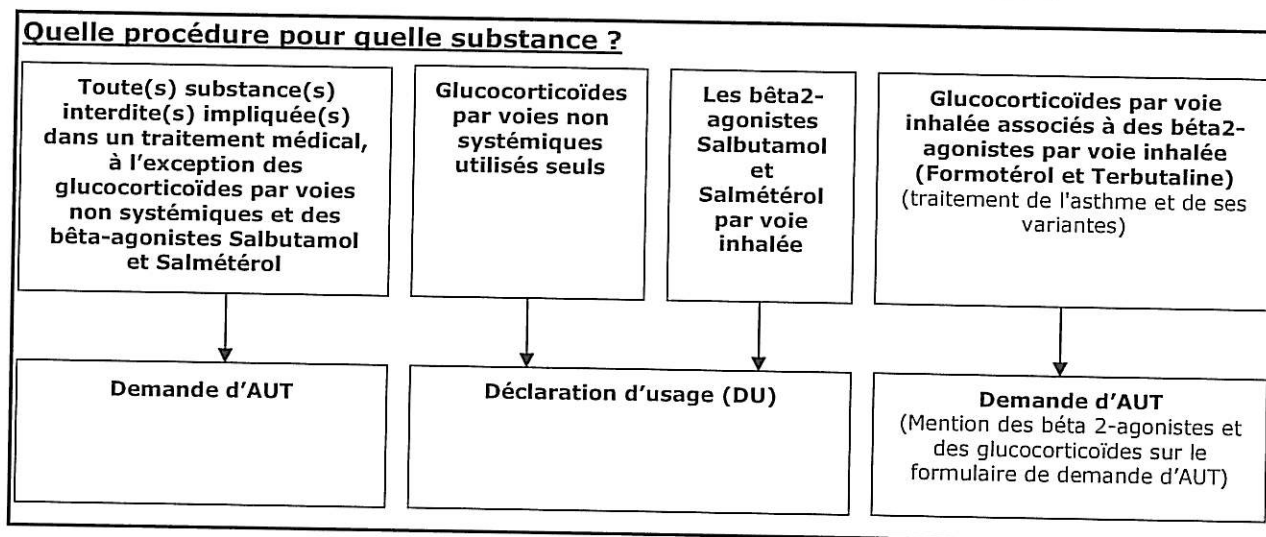 Quelle procédure pour quelle substance ?
Toute(s) substance(s)
interdite(s) impliquée(s)
dans un traitement médical,
à l'exception des
glucocorticoïdes par voies
non systémiques et des
bêta-agonistes Salbutamol
et Salmétérol
Glucocorticoïdes
par voies non
systémiques
utilisés seuls
Les bêta2-
agonistes
Salbutamol
et
Salmétérol
par voie
inhalée
Glucocorticoïdes par voie
inhalée associés à des béta2-
agonistes par voie inhalée
(Formotérol et Terbutaline)
(traitement de l'asthme et de ses
variantes)
Demande d'AUT
Déclaration d'usage (DU)
Demande d'AUT
(Mention des béta 2-agonistes et
des glucocorticoïdes sur le
formulaire de demande d'AUT)